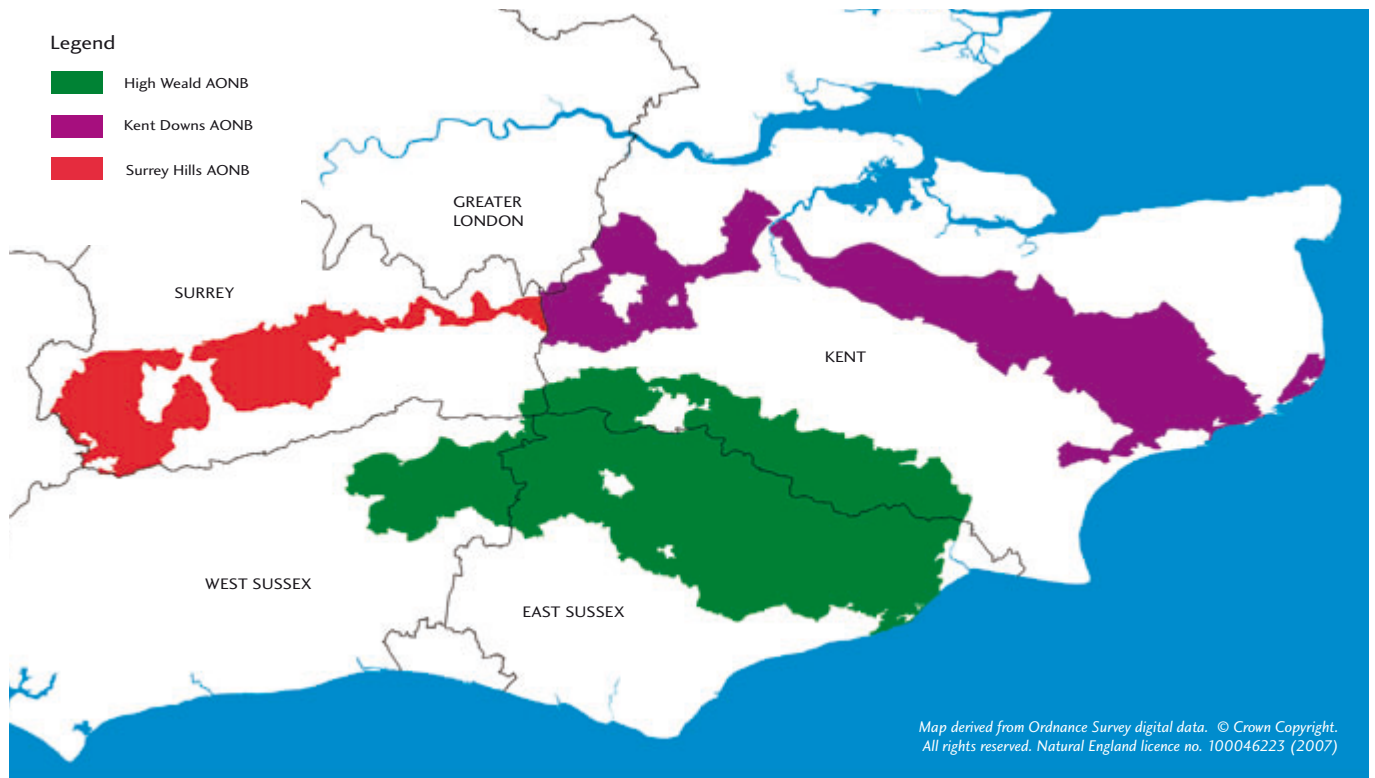 Legend
High Weald AONB
Kent Downs AONB
Surrey Hills AONB
GREATER
LONDON
SURREY
KENT
WEST SUSSEX
EAST SUSSEX
Map derived from Ordnance Survey digital data. © Crown Copyright.
All rights reserved. Natural England licence no. 100046223 (2007)